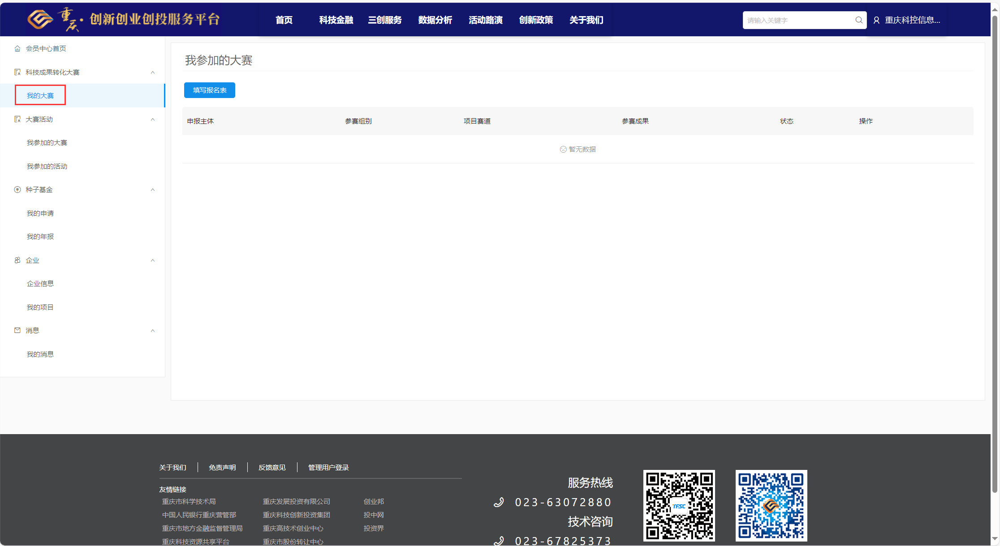 重庆·创新创业创投服务平台
首页 科技金融 三创服务 数据分析 活动路演 创新政策 关于我们
请输入关键字
重庆科控信息...
会员中心首页
科技成果转化大赛
我的大赛
大赛活动
我参加的大赛
我参加的活动
种子基金
我的申请
我的年报
企业
企业信息
我的项目
消息
我的消息
我参加的大赛
填写报名表
申报主体 参赛组别 项目赛道 参赛成果 状态 操作
暂无数据
关于我们 免责声明 反馈意见 管理用户登录
友情链接
重庆市科学技术局 重庆发展投资有限公司 创业邦
中国人民银行重庆营管部 重庆科技创新投资集团 投中网
重庆市地方金融监督管理局 重庆高技术创业中心 投资界
重庆科技资源共享平台 重庆市股份转让中心
服务热线
023-63072880
技术咨询
023-67825373
TFSC